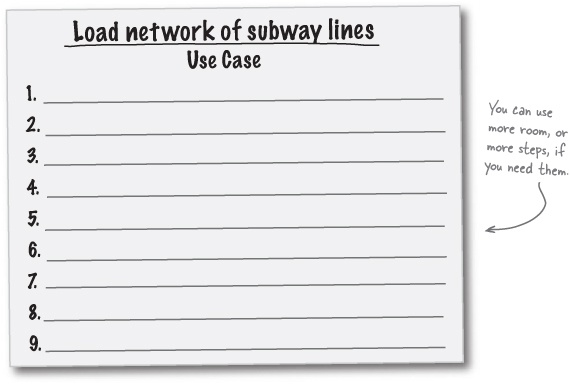 Load network of subway lines
Use Case
1.
2.
3.
4.
5.
6.
7.
8.
9.
You can use
more room, or
more steps, if
you need them.